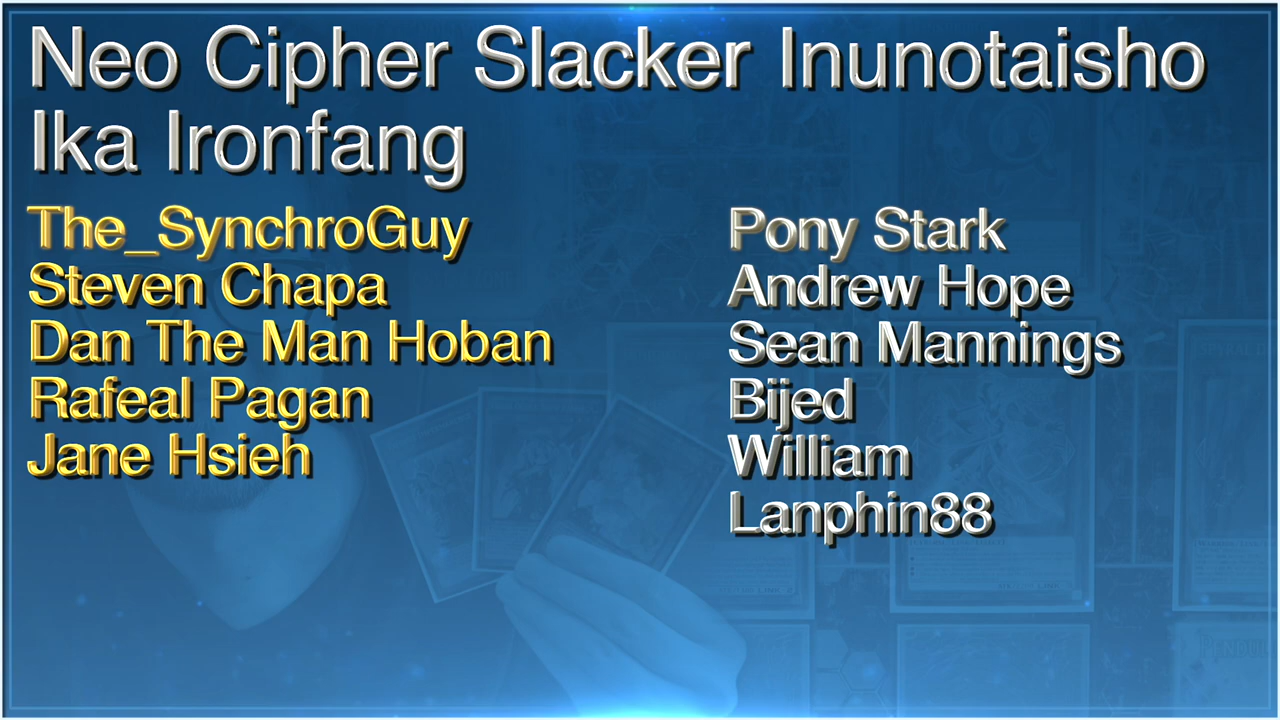 Neo Cipher Slacker Inunotaisho
Ika Ironfang
The_SynchroGuy
Steven Chapa
Dan The Man Hoban
Rafeal Pagan
Jane Hsieh
Pony Stark
Andrew Hope
Sean Mannings
Bijed
William
Lanphin88